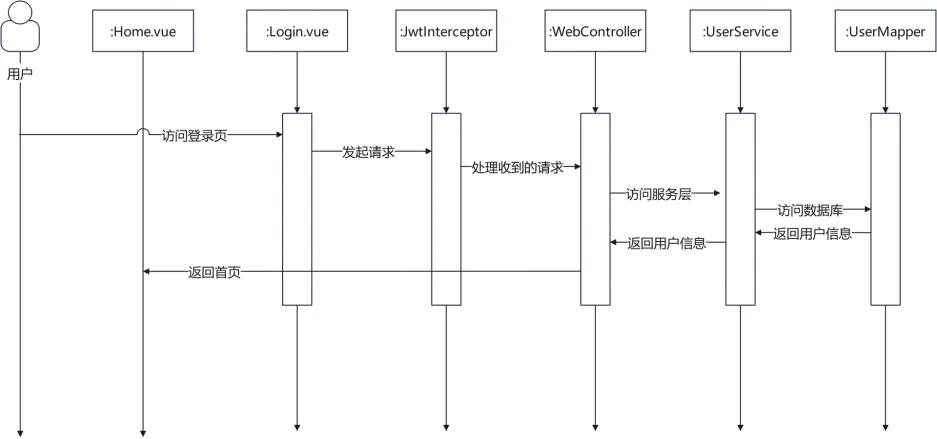 :Home.vue
:Login.vue
:JwtInterceptor
:WebController
:UserService
:UserMapper
用户
访问登录页
发起请求
处理收到的请求
访问服务层
访问数据库
返回用户信息
返回用户信息
返回首页